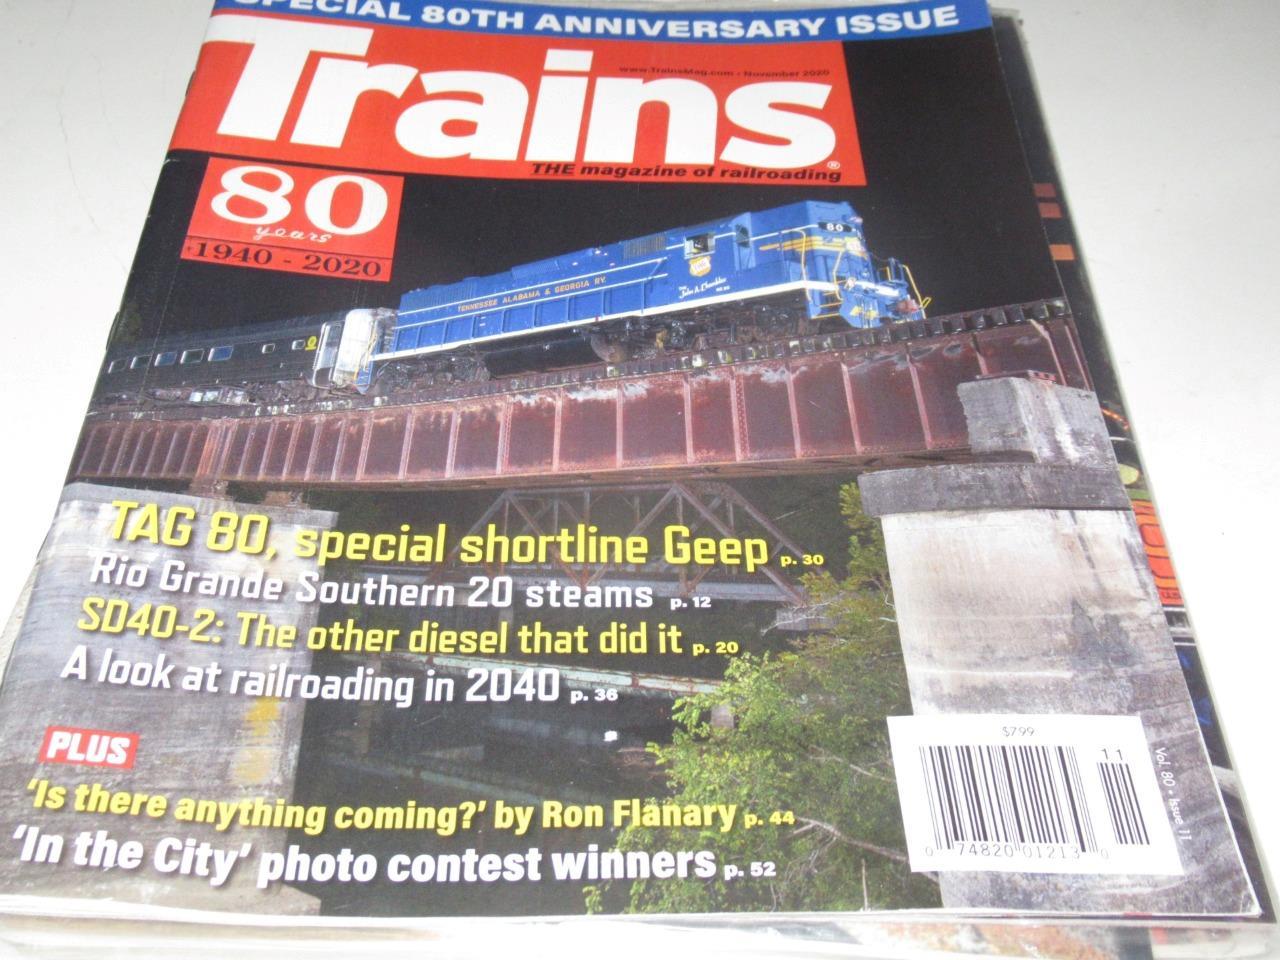 SPECIAL 80TH ANNIVERSARY ISSUE
www.TrainsMag.com • November 2020
Trains®
THE magazine of railroading
80
years
1940 - 2020
80
TENNESSEE ALABAMA & GEORGIA RY.
TAG 80, special shortline Geep p. 30
Rio Grande Southern 20 steams p. 12
SD40-2: The other diesel that did it p. 20
A look at railroading in 2040 p. 36
PLUS
'Is there anything coming?' by Ron Flanary p. 44
'In the City' photo contest winners p. 52
$7.99
11
0 74820 01213 0
Vol. 80 • Issue 11